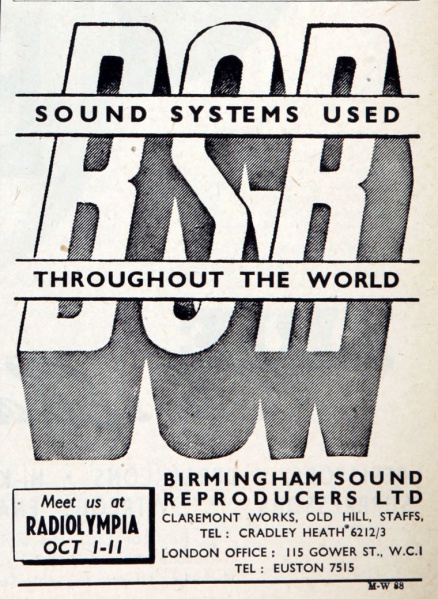 BSR
SOUND SYSTEMS USED
THROUGHOUT THE WORLD
Meet us at
RADIOLYMPIA
OCT 1-11
BIRMINGHAM SOUND
REPRODUCERS LTD
CLAREMONT WORKS, OLD HILL, STAFFS,
TEL : CRADLEY HEATH 6212/3
LONDON OFFICE : 115 GOWER ST., W.C.1
TEL : EUSTON 7515
M-W 88